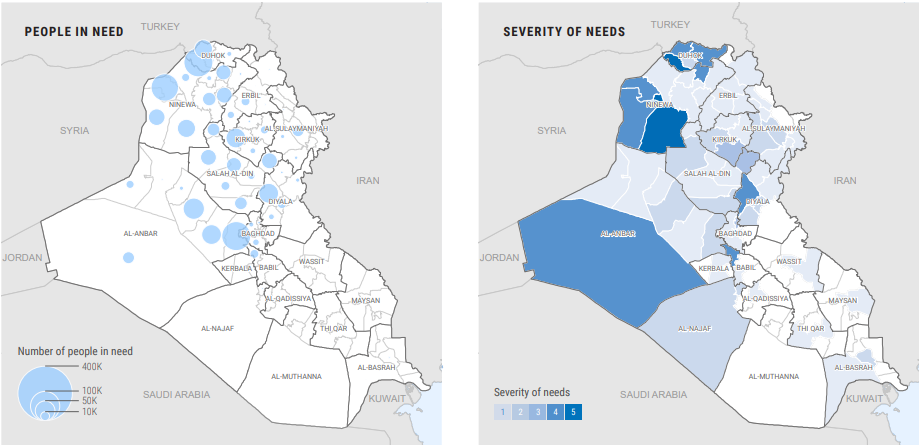 PEOPLE IN NEED
TURKEY
DUHOK
NINEWA
ERBIL
SYRIA
AL-SULAYMANIYAH
KIRKUK
SALAH AL-DIN
IRAN
DIYALA
AL-ANBAR
BAGHDAD
JORDAN
WASSIT
KERBALA
BABIL
AL-QADISSIYA
MAYSAN
AL-NAJAF
THI QAR
Number of people in need
400K
AL-BASRAH
AL-MUTHANNA
100K
50K
10K
SAUDI ARABIA
KUWAIT
SEVERITY OF NEEDS
TURKEY
DUHOK
NINEWA
ERBIL
SYRIA
AL-SULAYMANIYAH
KIRKUK
SALAH AL-DIN
IRAN
DIYALA
AL-ANBAR
BAGHDAD
JORDAN
WASSIT
KERBALA
BABIL
AL-QADISSIYA
MAYSAN
AL-NAJAF
THI QAR
AL-BASRAH
AL-MUTHANNA
Severity of needs
1 2 3 4 5
SAUDI ARABIA
KUWAIT